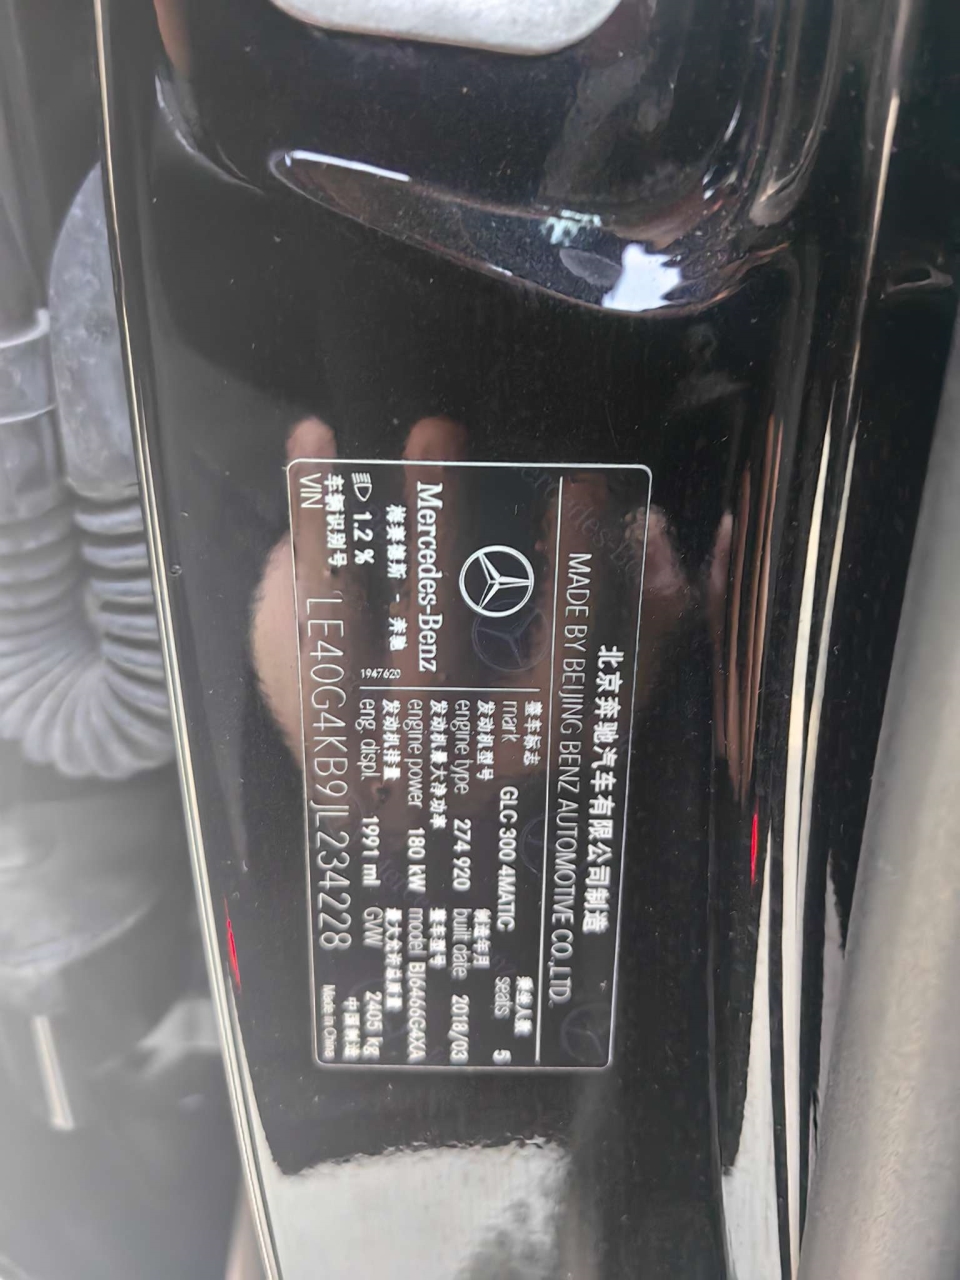 北京奔驰汽车有限公司制造
MADE BY BEIJING BENZ AUTOMOTIVE CO.,LTD.
Mercedes-Benz
梅赛德斯 - 奔驰
1.2 %
1947620
整车标志
mark GLC 300 4MATIC
乘坐人数
seats 5
发动机型号
engine type 274 920
制造年月
built date 2018/03
发动机最大净功率
engine power 180 kW
整车型号
model BJ6466G4XA
发动机排量
eng. displ. 1991 ml
最大允许总质量
GVW 2405 kg
车辆识别号
VIN LE40G4KB9JL234228
中国制造
Made in China